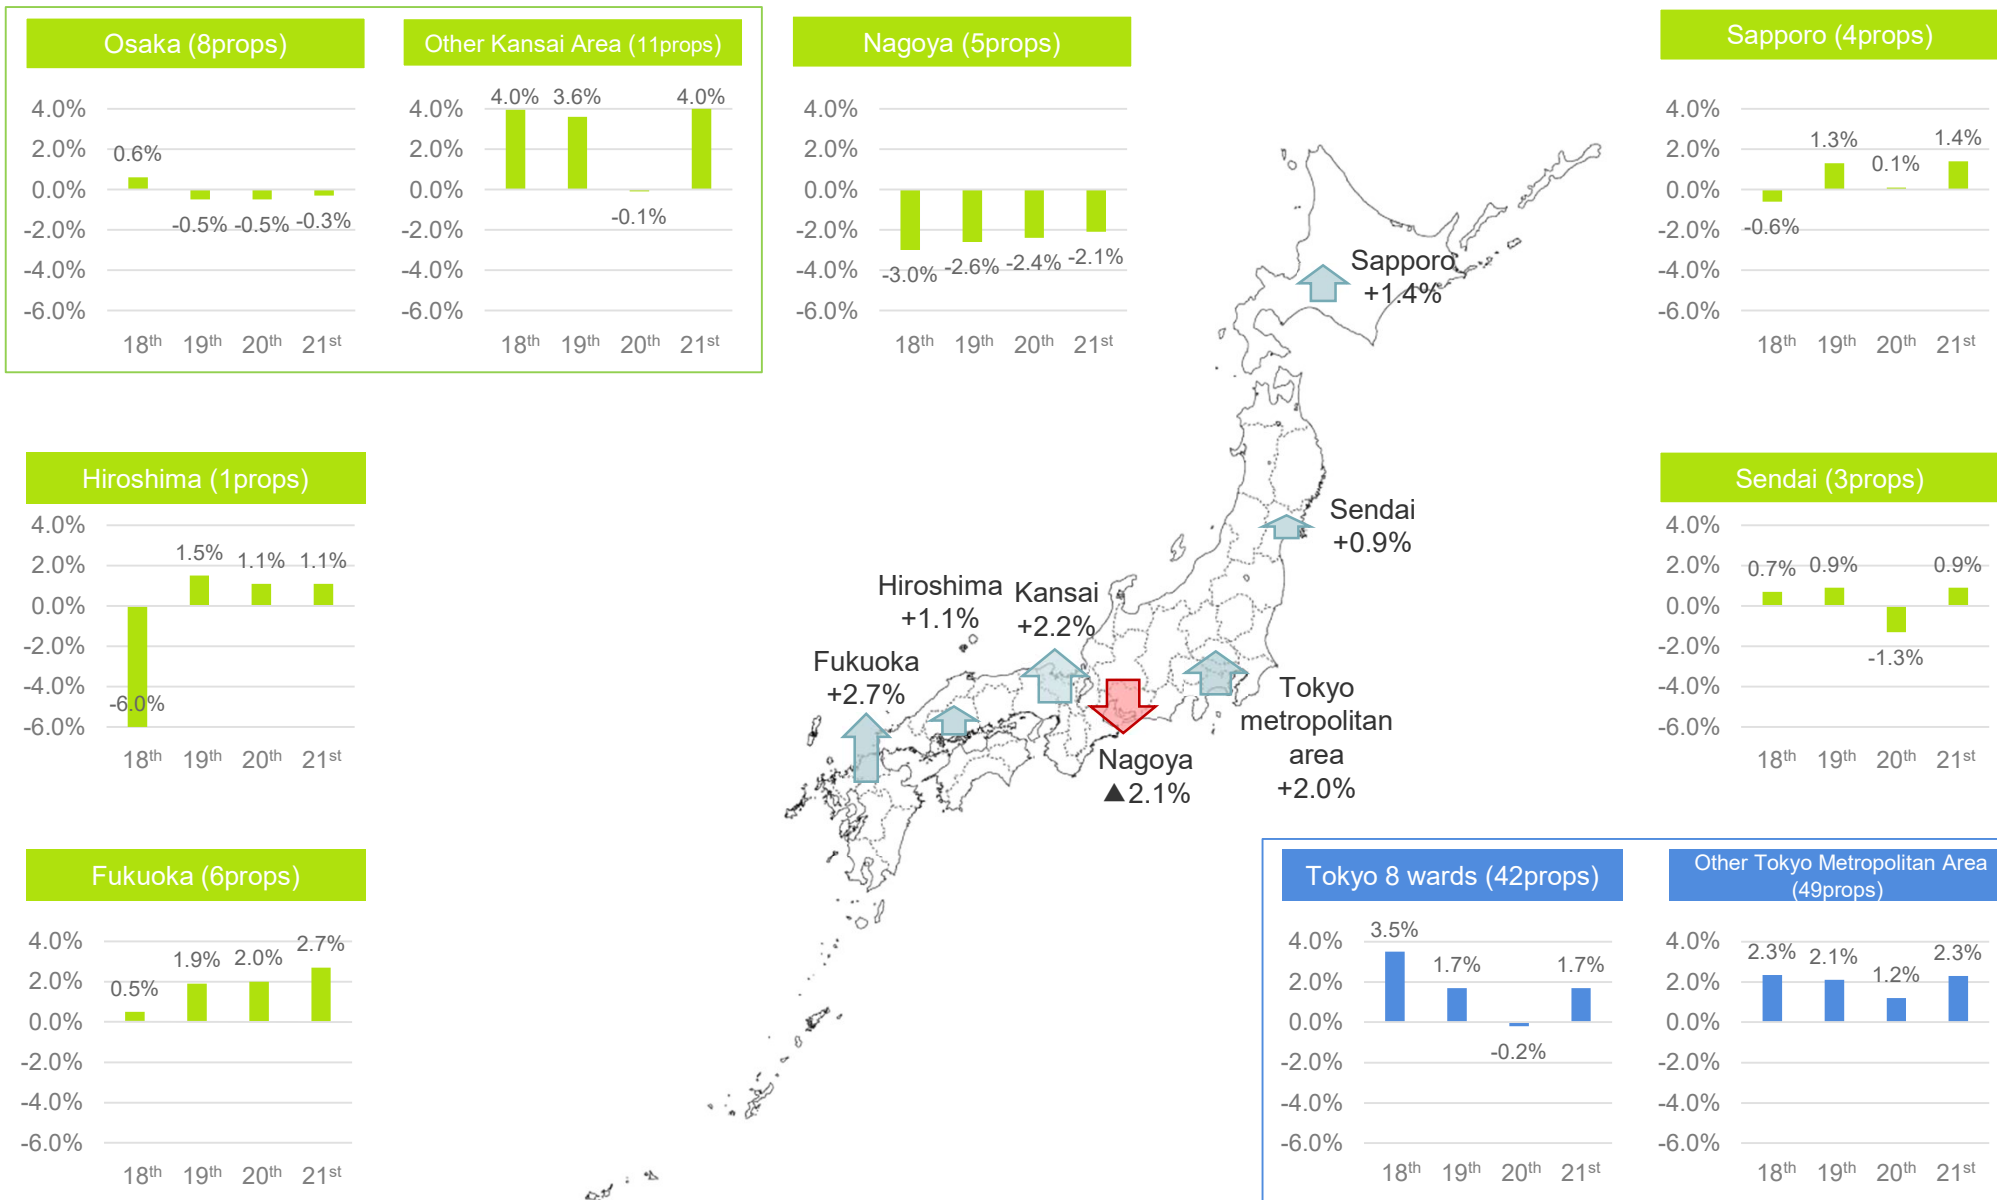 Osaka (8props)
4.0%
2.0%
0.0%
-2.0%
-4.0%
-6.0%
0.6%
-0.5% -0.5% -0.3%
18th 19th 20th 21st
Other Kansai Area (11props)
4.0%
2.0%
0.0%
-2.0%
-4.0%
-6.0%
4.0% 3.6% 4.0%
-0.1%
18th 19th 20th 21st
Nagoya (5props)
4.0%
2.0%
0.0%
-2.0%
-4.0%
-6.0%
-3.0% -2.6% -2.4% -2.1%
18th 19th 20th 21st
Sapporo (4props)
4.0%
2.0%
0.0%
-2.0%
-4.0%
-6.0%
1.3% 0.1% 1.4%
-0.6%
18th 19th 20th 21st
Sapporo
+1.4%
Hiroshima (1props)
4.0%
2.0%
0.0%
-2.0%
-4.0%
-6.0%
1.5% 1.1% 1.1%
-6.0%
18th 19th 20th 21st
Sendai
+0.9%
Hiroshima
+1.1%
Kansai
+2.2%
Fukuoka
+2.7%
Nagoya
▲2.1%
Tokyo
metropolitan
area
+2.0%
Sendai (3props)
4.0%
2.0%
0.0%
-2.0%
-4.0%
-6.0%
0.7% 0.9% 0.9%
-1.3%
18th 19th 20th 21st
Fukuoka (6props)
4.0%
2.0%
0.0%
-2.0%
-4.0%
-6.0%
0.5% 1.9% 2.0% 2.7%
18th 19th 20th 21st
Tokyo 8 wards (42props)
4.0%
2.0%
0.0%
-2.0%
-4.0%
-6.0%
3.5% 1.7% 1.7%
-0.2%
18th 19th 20th 21st
Other Tokyo Metropolitan Area
(49props)
4.0%
2.0%
0.0%
-2.0%
-4.0%
-6.0%
2.3% 2.1% 1.2% 2.3%
18th 19th 20th 21st